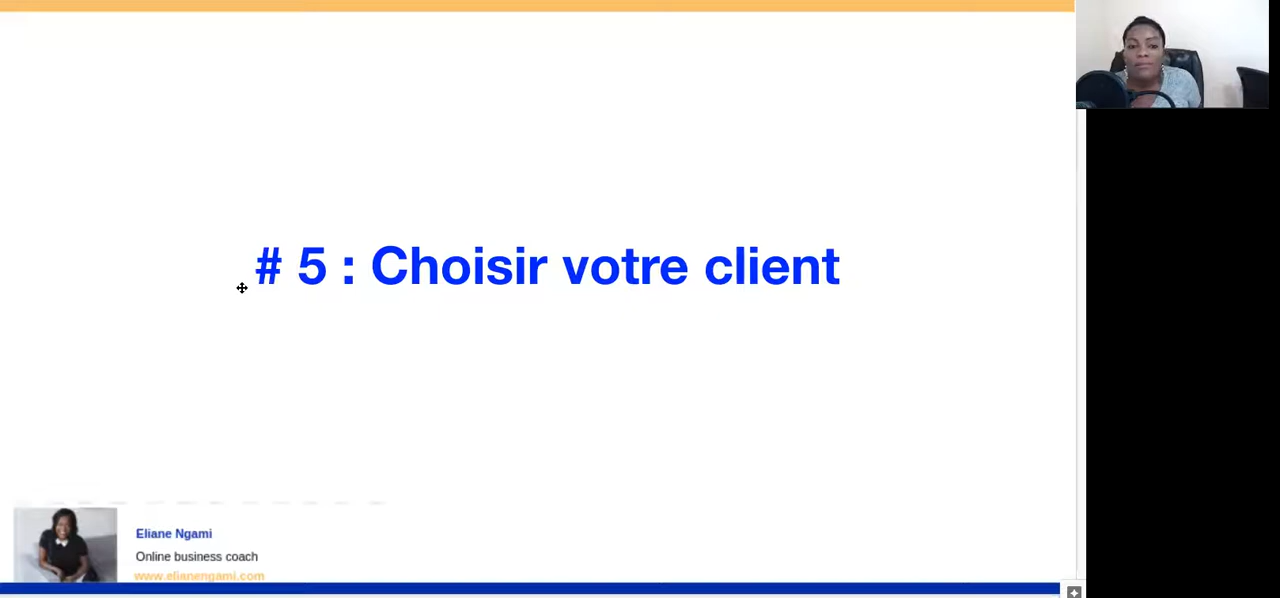 # 5 : Choisir votre client
Eliane Ngami
Online business coach
www.elianengami.com